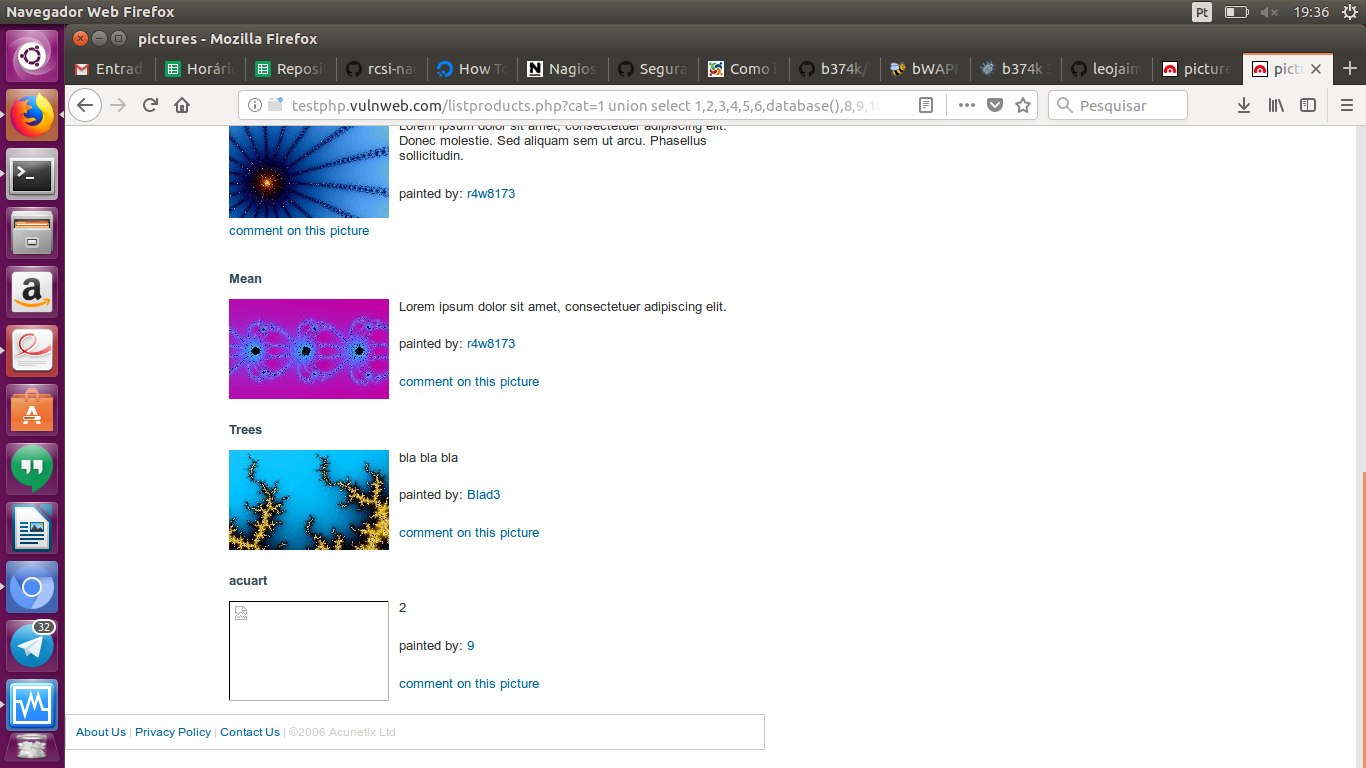 Navegador Web Firefox
Pt
19:36
pictures - Mozilla Firefox
Entrad
Horári
Reposi
rcsi-na
How To
Nagios
Segura
Como i
b374k/
bWAPP
b374k
leojaim
picture
pictu
testphp.vulnweb.com/listproducts.php?cat=1 union select 1,2,3,4,5,6,database(),8,9,10
Pesquisar
Lorem ipsum dolor sit amet, consectetuer adipiscing elit.
Donec molestie. Sed aliquam sem ut arcu. Phasellus
sollicitudin.
painted by: r4w8173
comment on this picture
Mean
Lorem ipsum dolor sit amet, consectetuer adipiscing elit.
painted by: r4w8173
comment on this picture
Trees
bla bla bla
painted by: Blad3
comment on this picture
acuart
2
painted by: 9
comment on this picture
32
About Us | Privacy Policy | Contact Us | ©2006 Acunetix Ltd